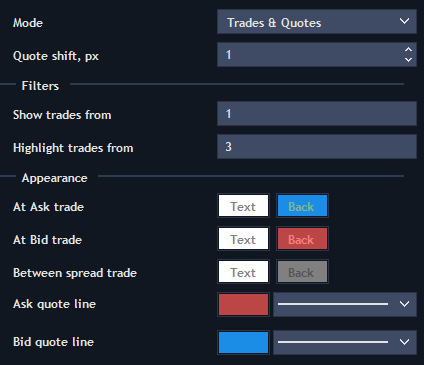 Mode Trades & Quotes
Quote shift, px 1
Filters
Show trades from 1
Highlight trades from 3
Appearance
At Ask trade Text Back
At Bid trade Text Back
Between spread trade Text Back
Ask quote line
Bid quote line